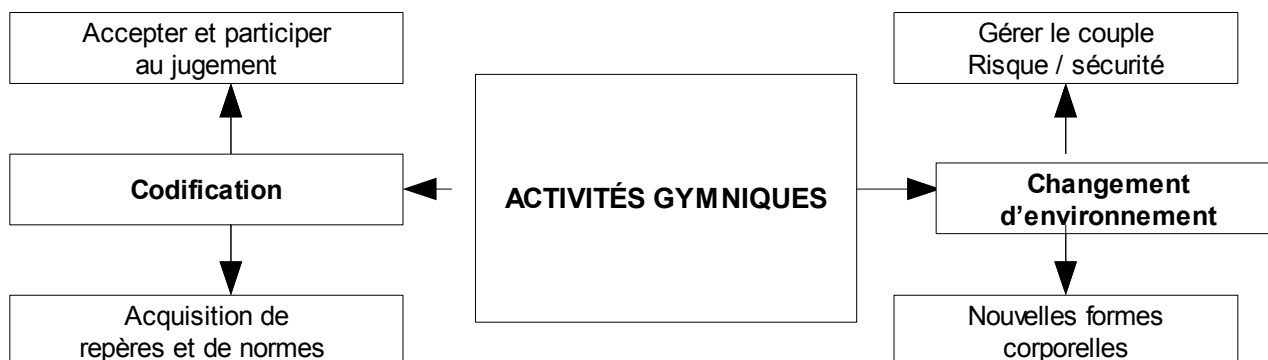 Accepter et participer
au jugement
Gérer le couple
Risque / sécurité
Codification
ACTIVITÉS GYMNIQUES
Changement
d’environnement
Acquisition de
repères et de normes
Nouvelles formes
corporelles